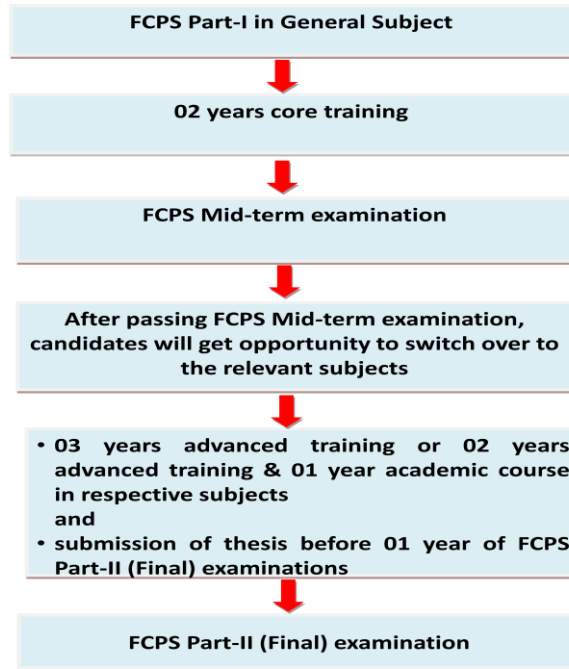 FCPS Part-I in General Subject
02 years core training
FCPS Mid-term examination
After passing FCPS Mid-term examination,
candidates will get opportunity to switch over to
the relevant subjects
• 03 years advanced training or 02 years
advanced training & 01 year academic course
in respective subjects
and
• submission of thesis before 01 year of FCPS
Part-II (Final) examinations
FCPS Part-II (Final) examination